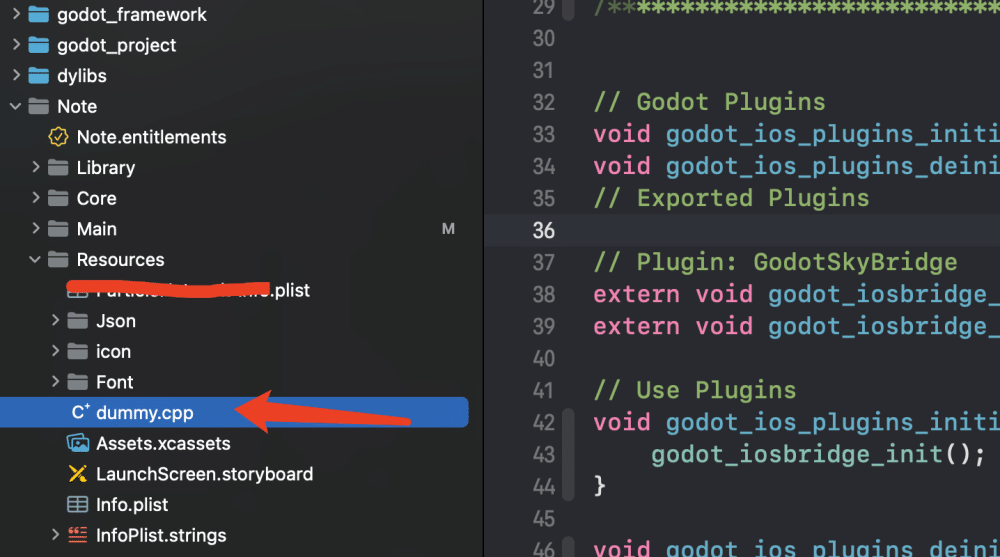 godot_framework
godot_project
dylibs
Note
Note.entitlements
Library
Core
Main M
Resources
.plist
Json
icon
Font
dummy.cpp
Assets.xcassets
LaunchScreen.storyboard
Info.plist
InfoPlist.strings
29 /*****************************
30
31
32 // Godot Plugins
33 void godot_ios_plugins_initi
34 void godot_ios_plugins_deini
35 // Exported Plugins
36
37 // Plugin: GodotSkyBridge
38 extern void godot_iosbridge_
39 extern void godot_iosbridge_
40
41 // Use Plugins
42 void godot_ios_plugins_initi
43 godot_iosbridge_init();
44 }
45
46 void godot_ios_plugins_deini